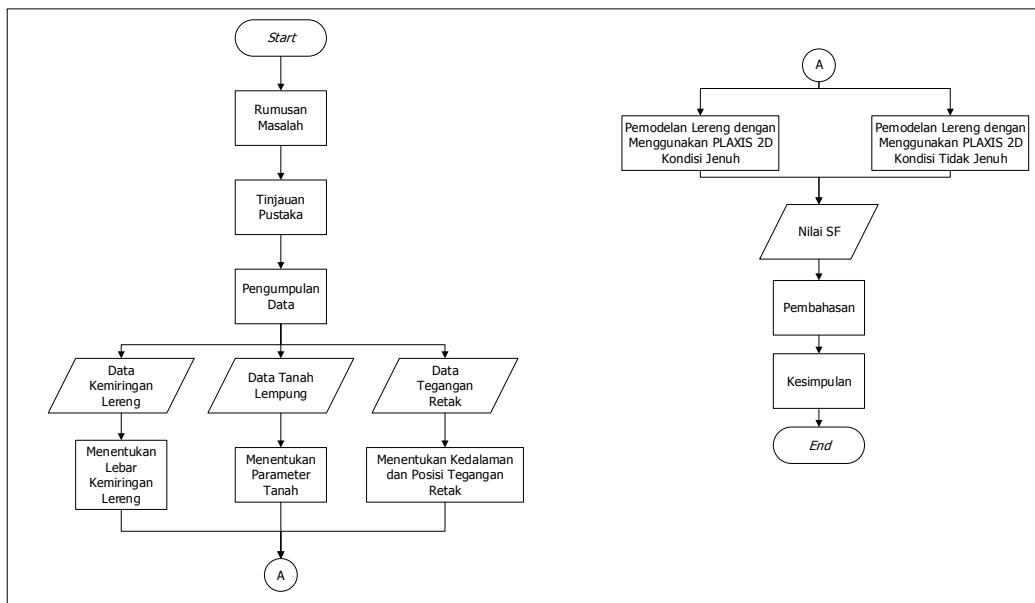 Start
Rumusan
Masalah
Tinjauan
Pustaka
Pengumpulan
Data
Data
Kemiringan
Lereng
Data Tanah
Lempung
Data
Tegangan
Retak
Menentukan
Lebar
Kemiringan
Lereng
Menentukan
Parameter
Tanah
Menentukan Kedalaman
dan Posisi Tegangan
Retak
A
A
Pemodelan Lereng dengan
Menggunakan PLAXIS 2D
Kondisi Jenuh
Pemodelan Lereng dengan
Menggunakan PLAXIS 2D
Kondisi Tidak Jenuh
Nilai SF
Pembahasan
Kesimpulan
End